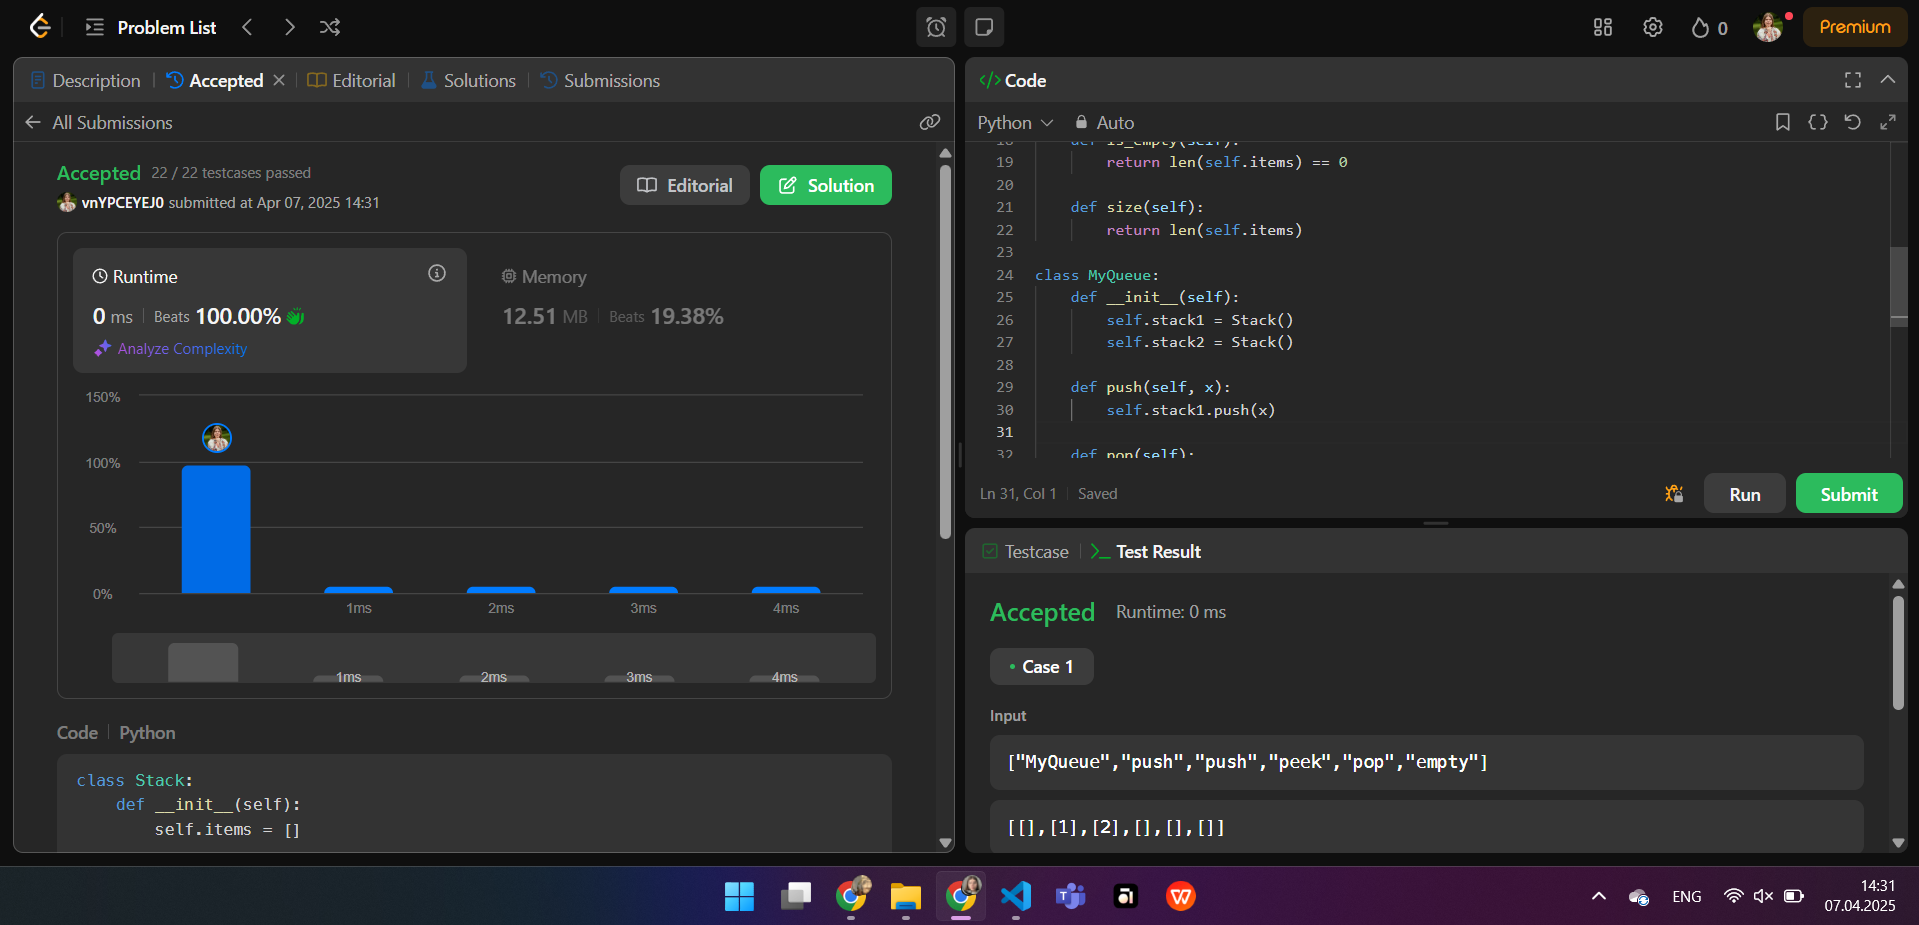 Problem List
0
Premium
Description
Accepted
Editorial
Solutions
Submissions
All Submissions
Accepted 22 / 22 testcases passed
vnYPCEYEJ0 submitted at Apr 07, 2025 14:31
Editorial
Solution
Runtime
0 ms Beats 100.00%
Analyze Complexity
Memory
12.51 MB Beats 19.38%
150%
100%
50%
0%
1ms 2ms 3ms 4ms
1ms 2ms 3ms 4ms
Code Python
class Stack:
def __init__(self):
self.items = []
</> Code
Python Auto
18 def is_empty(self):
19 return len(self.items) == 0
20
21 def size(self):
22 return len(self.items)
23
24 class MyQueue:
25 def __init__(self):
26 self.stack1 = Stack()
27 self.stack2 = Stack()
28
29 def push(self, x):
30 self.stack1.push(x)
31
32 def pop(self):
Ln 31, Col 1 Saved
Run
Submit
Testcase
Test Result
Accepted Runtime: 0 ms
Case 1
Input
["MyQueue","push","push","peek","pop","empty"]
[[],[1],[2],[],[],[]]
ENG
14:31
07.04.2025